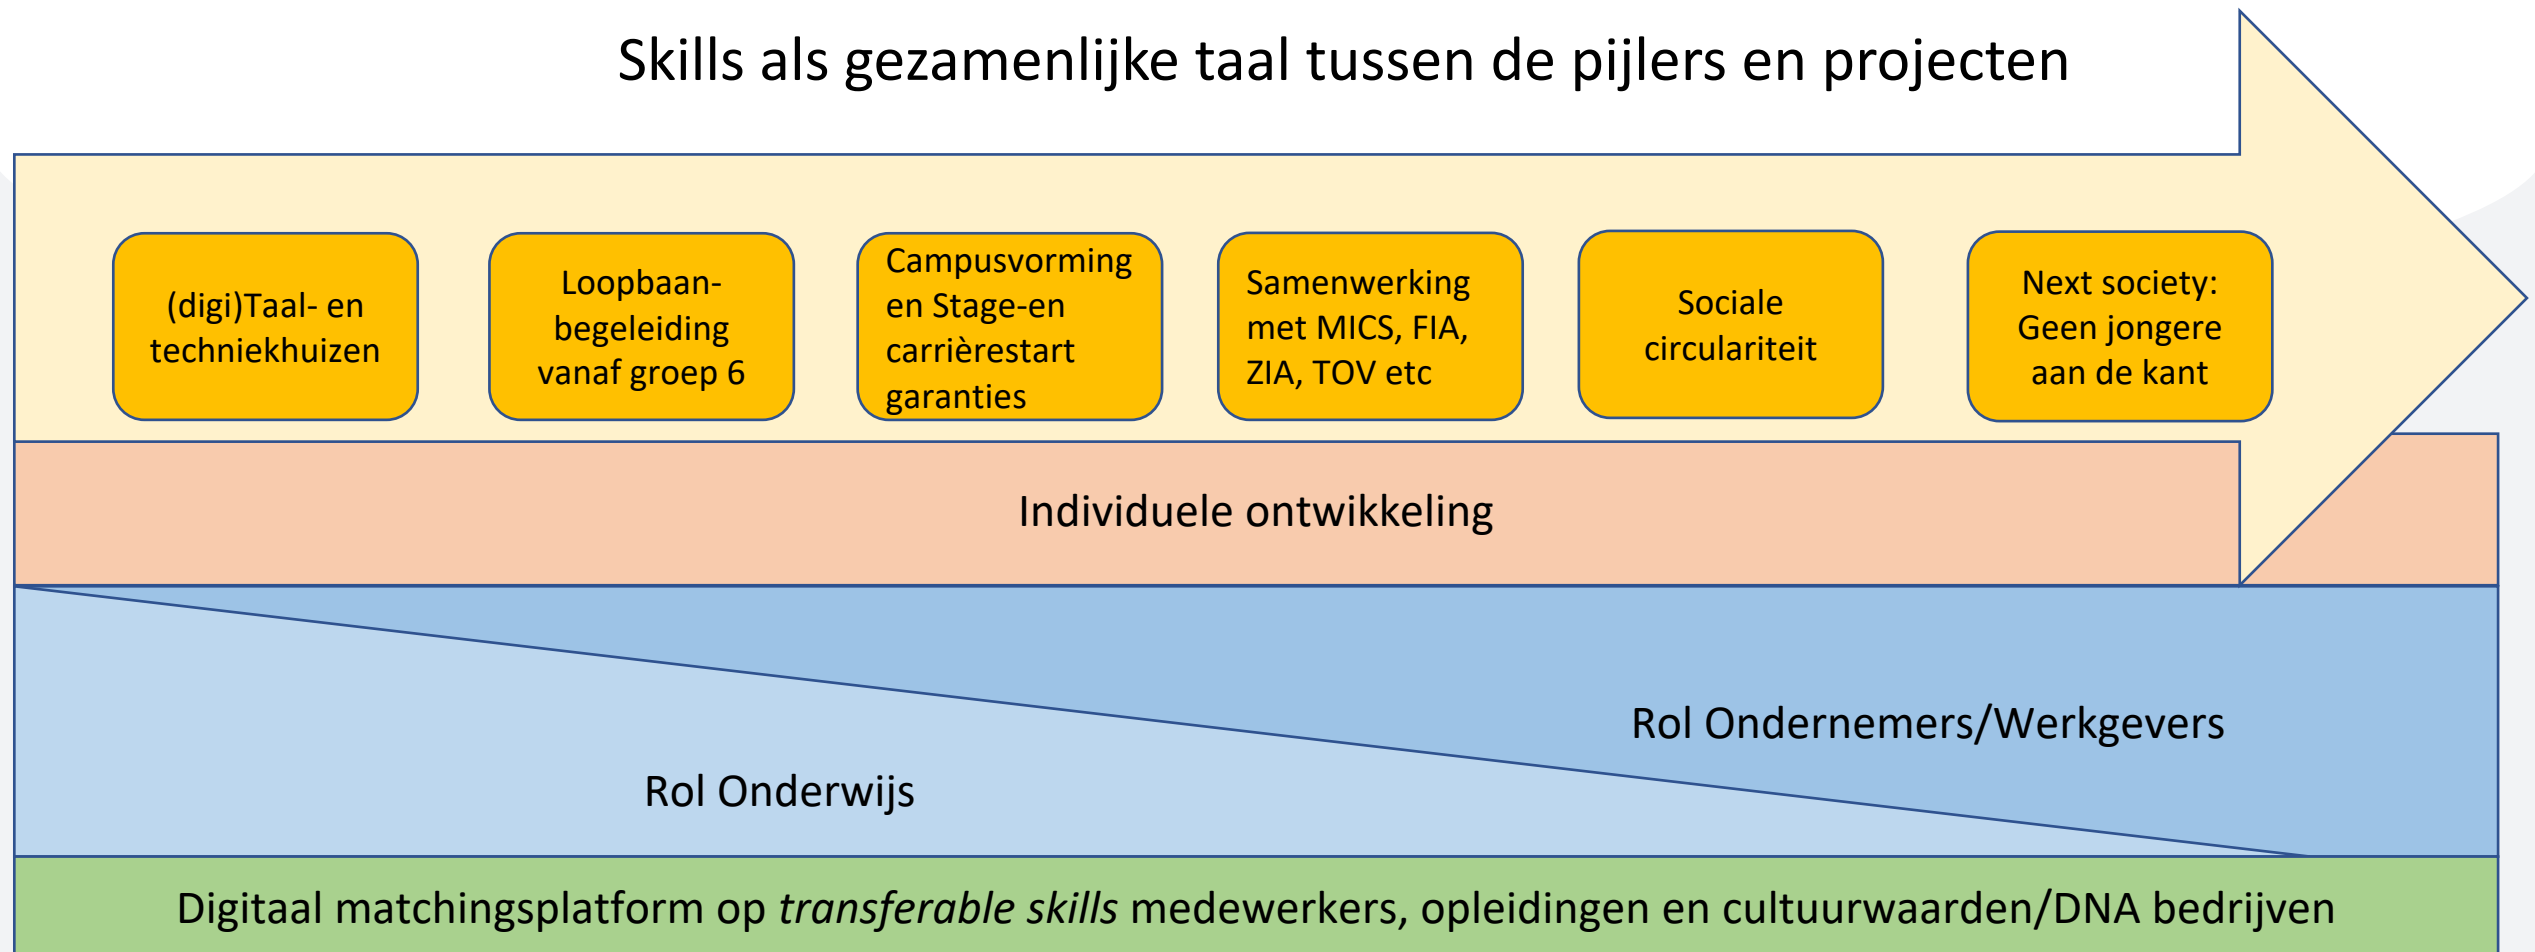 Skills als gezamenlijke taal tussen de pijlers en projecten
(digi)Taal- en
techniekhuizen
Loopbaan-
begeleiding
vanaf groep 6
Campusvorming
en Stage-en
carrièrestart
garanties
Samenwerking
met MICS, FIA,
ZIA, TOV etc
Sociale
circulariteit
Next society:
Geen jongere
aan de kant
Individuele ontwikkeling
Rol Ondernemers/Werkgevers
Rol Onderwijs
Digitaal matchingsplatform op transferable skills medewerkers, opleidingen en cultuurwaarden/DNA bedrijven